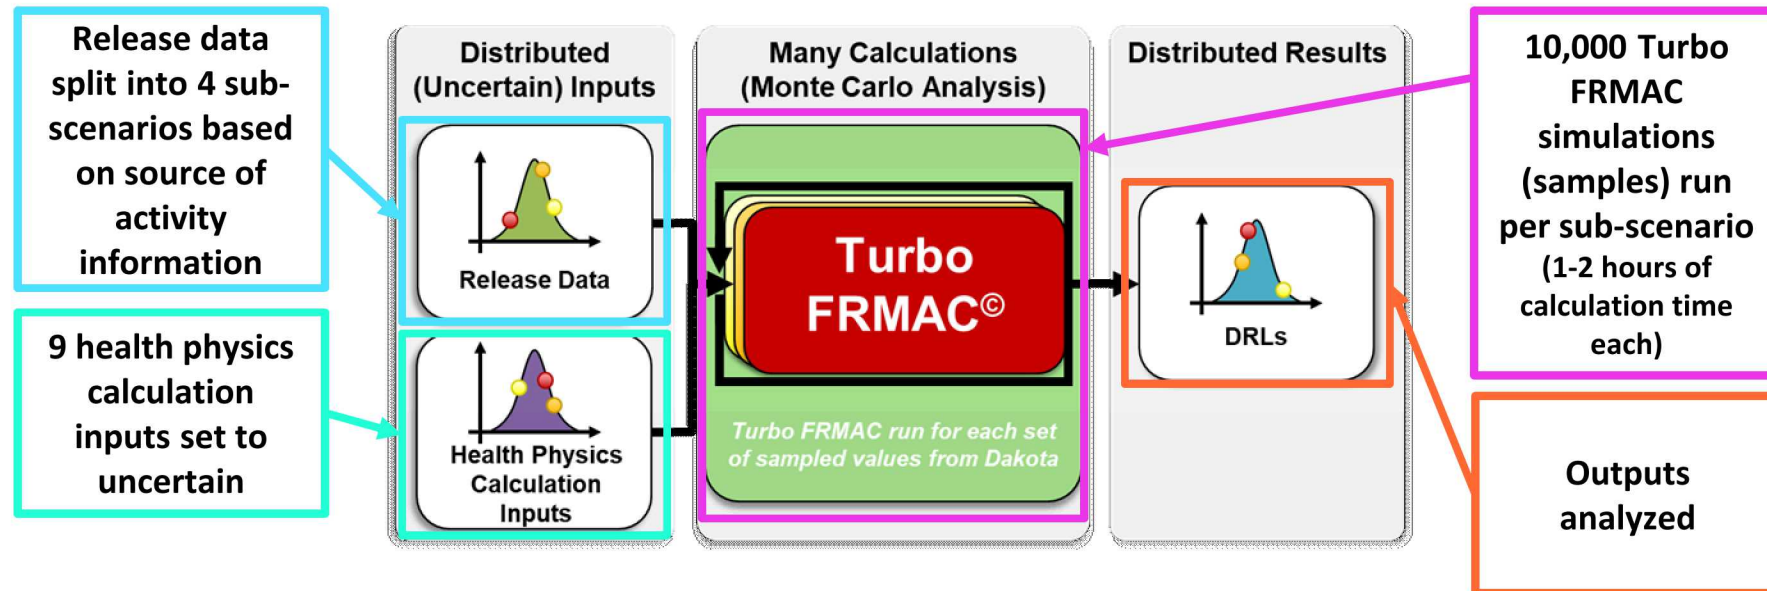 Release data
split into 4 sub-
scenarios based
on source of
activity
information
9 health physics
calculation
inputs set to
uncertain
Distributed
(Uncertain) Inputs
Release Data
Health Physics
Calculation
Inputs
Many Calculations
(Monte Carlo Analysis)
Turbo
FRMAC©
Turbo FRMAC run for each set
of sampled values from Dakota
Distributed Results
DRLs
10,000 Turbo
FRMAC
simulations
(samples) run
per sub-scenario
(1-2 hours of
calculation time
each)
Outputs
analyzed